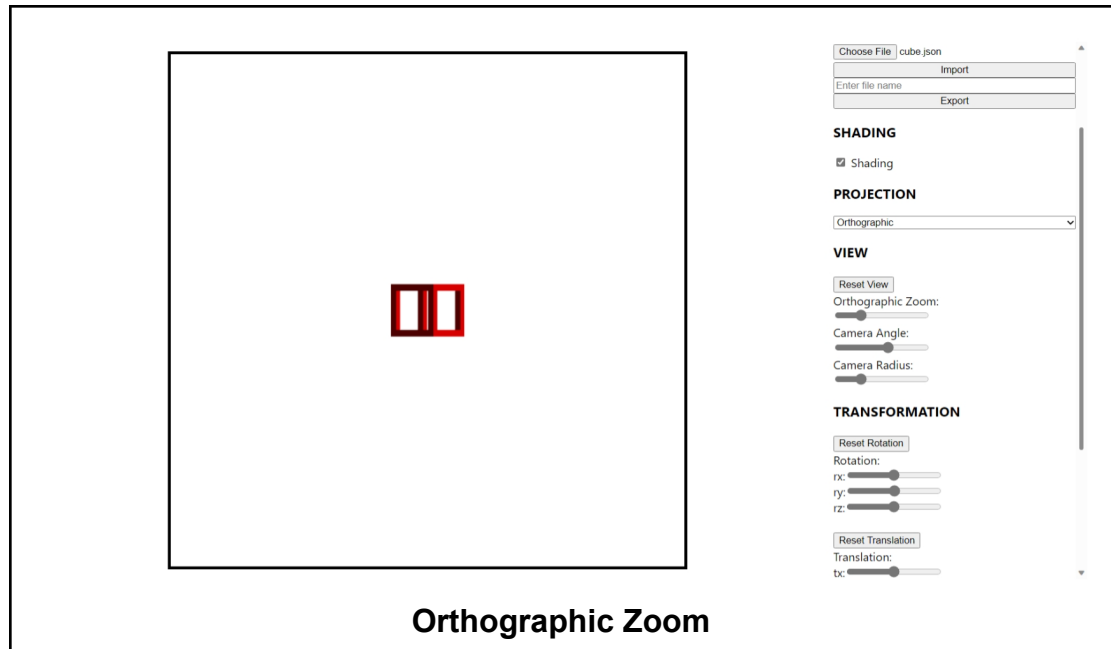 Choose File cube.json
Import
Enter file name
Export
SHADING
Shading
PROJECTION
Orthographic
VIEW
Reset View
Orthographic Zoom:
Camera Angle:
Camera Radius:
TRANSFORMATION
Reset Rotation
Rotation:
rx:
ry:
rz:
Reset Translation
Translation:
tx:
Orthographic Zoom